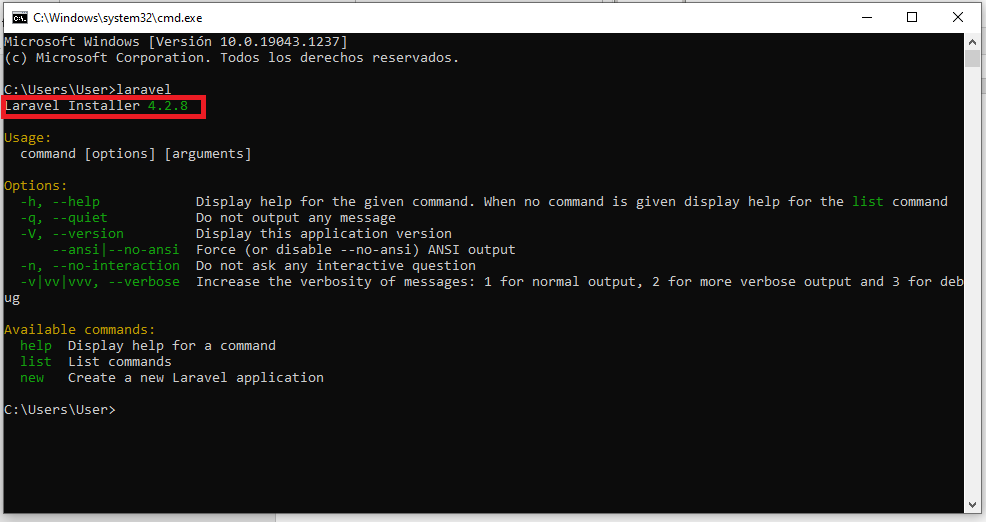 C:\Windows\system32\cmd.exe
Microsoft Windows [Versión 10.0.19043.1237]
(c) Microsoft Corporation. Todos los derechos reservados.
C:\Users\User>laravel
Laravel Installer 4.2.8
Usage:
  command [options] [arguments]
Options:
  -h, --help            Display help for the given command. When no command is given display help for the list command
  -q, --quiet           Do not output any message
  -V, --version         Display this application version
      --ansi|--no-ansi  Force (or disable --no-ansi) ANSI output
  -n, --no-interaction  Do not ask any interactive question
  -v|vv|vvv, --verbose  Increase the verbosity of messages: 1 for normal output, 2 for more verbose output and 3 for deb
ug
Available commands:
  help  Display help for a command
  list  List commands
  new   Create a new Laravel application
C:\Users\User>